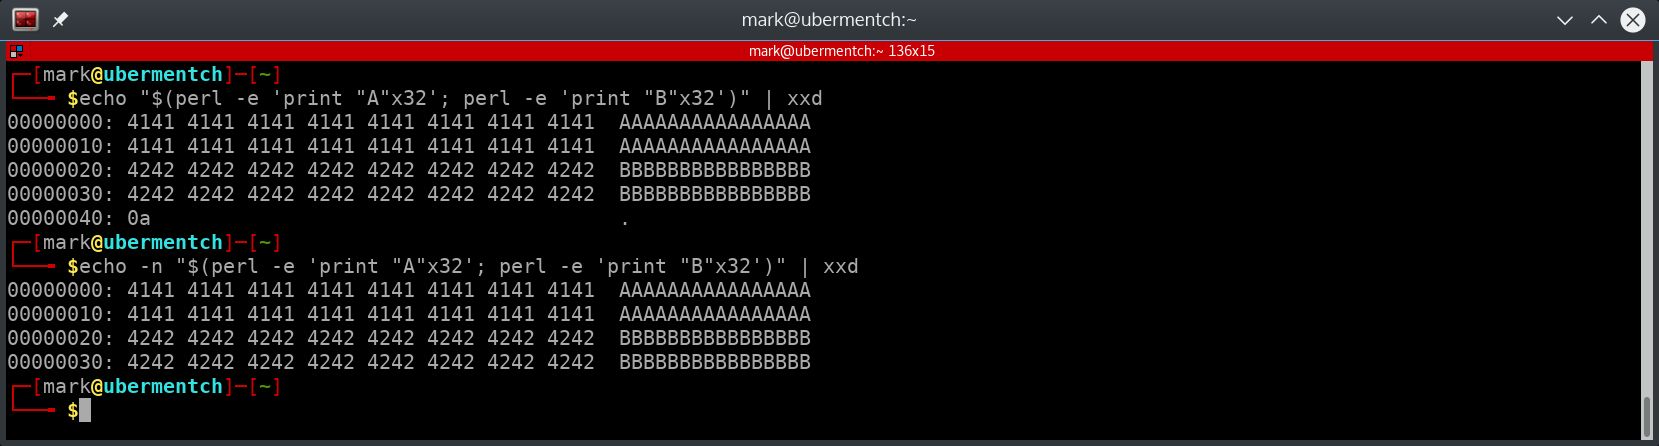 mark@ubermentch:~
mark@ubermentch:~ 136x15
┌─[mark@ubermentch]─[~]
└──╼ $echo "$(perl -e 'print "A"x32'; perl -e 'print "B"x32')" | xxd
00000000: 4141 4141 4141 4141 4141 4141 4141 4141  AAAAAAAAAAAAAAAA
00000010: 4141 4141 4141 4141 4141 4141 4141 4141  AAAAAAAAAAAAAAAA
00000020: 4242 4242 4242 4242 4242 4242 4242 4242  BBBBBBBBBBBBBBBB
00000030: 4242 4242 4242 4242 4242 4242 4242 4242  BBBBBBBBBBBBBBBB
00000040: 0a                                       .
┌─[mark@ubermentch]─[~]
└──╼ $echo -n "$(perl -e 'print "A"x32'; perl -e 'print "B"x32')" | xxd
00000000: 4141 4141 4141 4141 4141 4141 4141 4141  AAAAAAAAAAAAAAAA
00000010: 4141 4141 4141 4141 4141 4141 4141 4141  AAAAAAAAAAAAAAAA
00000020: 4242 4242 4242 4242 4242 4242 4242 4242  BBBBBBBBBBBBBBBB
00000030: 4242 4242 4242 4242 4242 4242 4242 4242  BBBBBBBBBBBBBBBB
┌─[mark@ubermentch]─[~]
└──╼ $